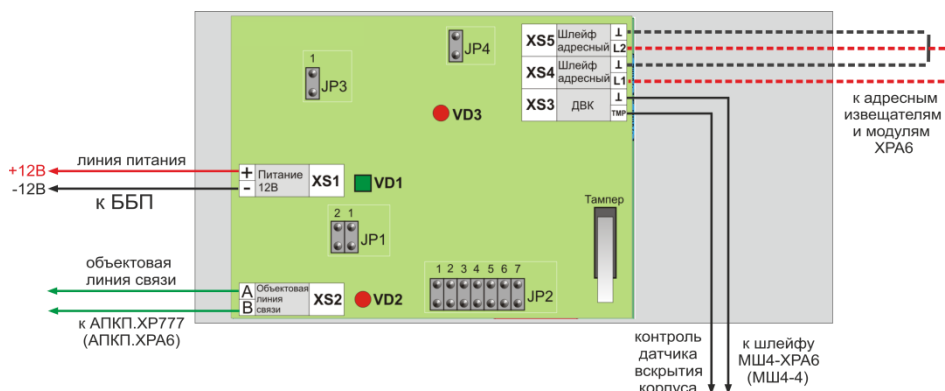 XS5
Шлейф
адресный
⊥
L2
XS4
Шлейф
адресный
⊥
L1
XS3
ДВК
⊥
TMP
JP4
1
JP3
VD3
к адресным
извещателям
и модулям
ХРА6
линия питания
+12В
-12В
к ББП
+
-
Питание
12В
XS1
VD1
Тампер
2 1
JP1
объектовая
линия связи
A
B
Объектовая
линия
связи
XS2
VD2
1 2 3 4 5 6 7
JP2
к АПКП.ХР777
(АПКП.ХРА6)
контроль
датчика
вскрытия
корпуса
к шлейфу
МШ4-ХРА6
(МШ4-4)